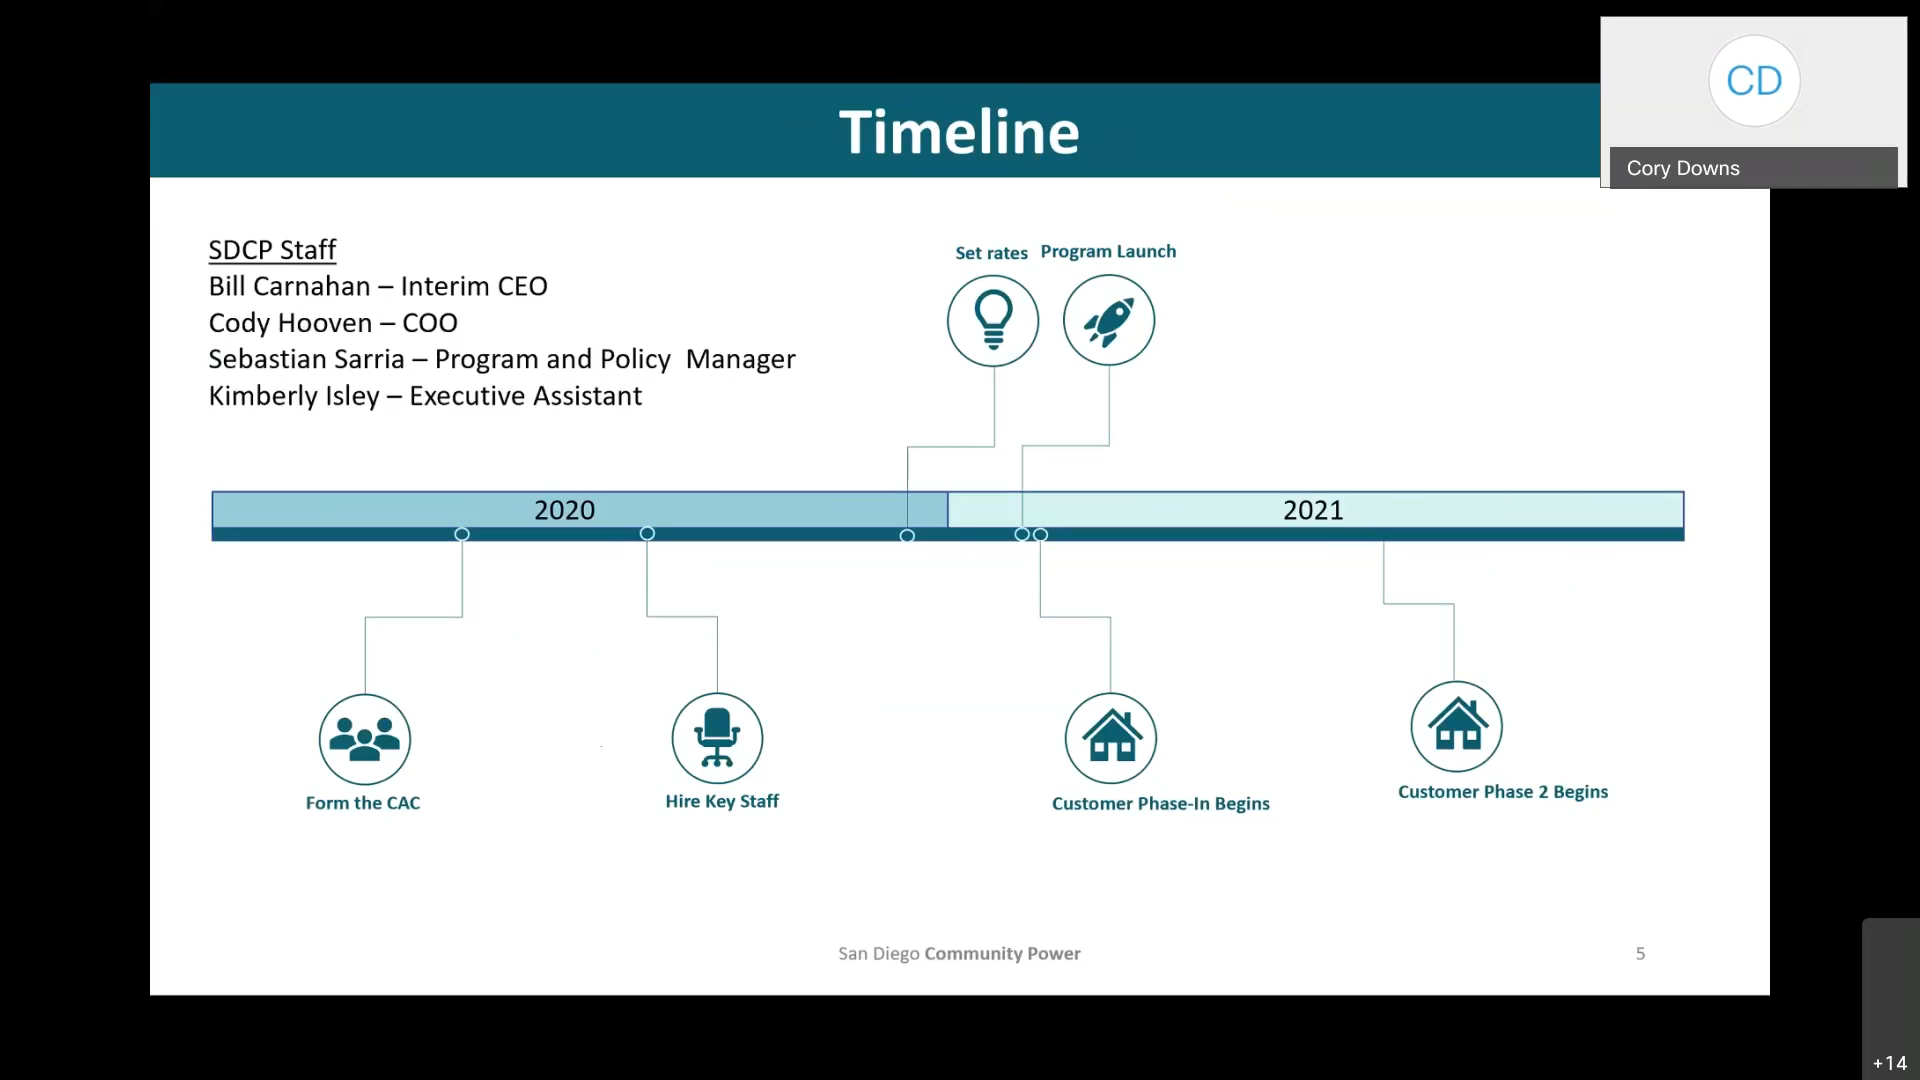 Timeline
CD
Cory Downs
SDCP Staff
Bill Carnahan – Interim CEO
Cody Hooven – COO
Sebastian Sarria – Program and Policy  Manager
Kimberly Isley – Executive Assistant
Set rates
Program Launch
2020
2021
Form the CAC
Hire Key Staff
Customer Phase-In Begins
Customer Phase 2 Begins
San Diego Community Power
5
+14